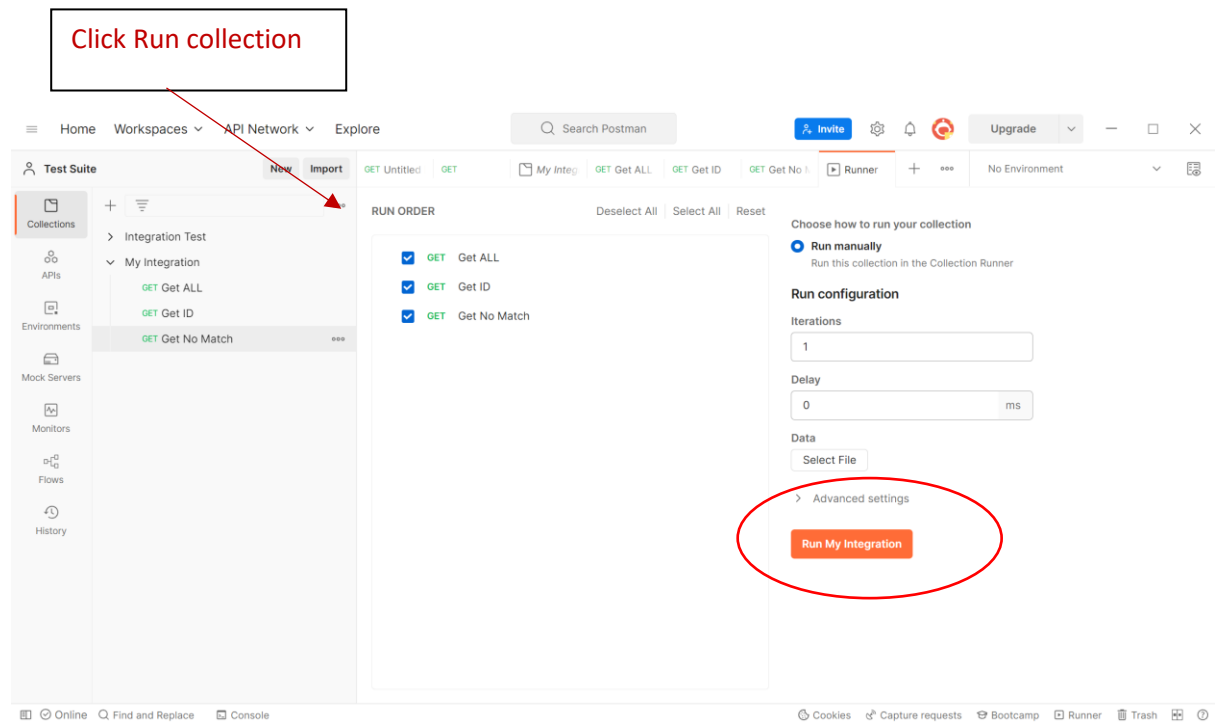 Click Run collection
Home Workspaces API Network Explore Search Postman Invite Upgrade
Test Suite New Import GET Untitled GET My Integ GET Get ALL GET Get ID GET Get No Runner No Environment
Collections
APIs
Environments
Mock Servers
Monitors
Flows
History
Integration Test
My Integration
GET Get ALL
GET Get ID
GET Get No Match
RUN ORDER Deselect All Select All Reset
GET Get ALL
GET Get ID
GET Get No Match
Choose how to run your collection
Run manually
Run this collection in the Collection Runner
Run configuration
Iterations
1
Delay
0 ms
Data
Select File
Advanced settings
Run My Integration
Online Find and Replace Console Cookies Capture requests Bootcamp Runner Trash